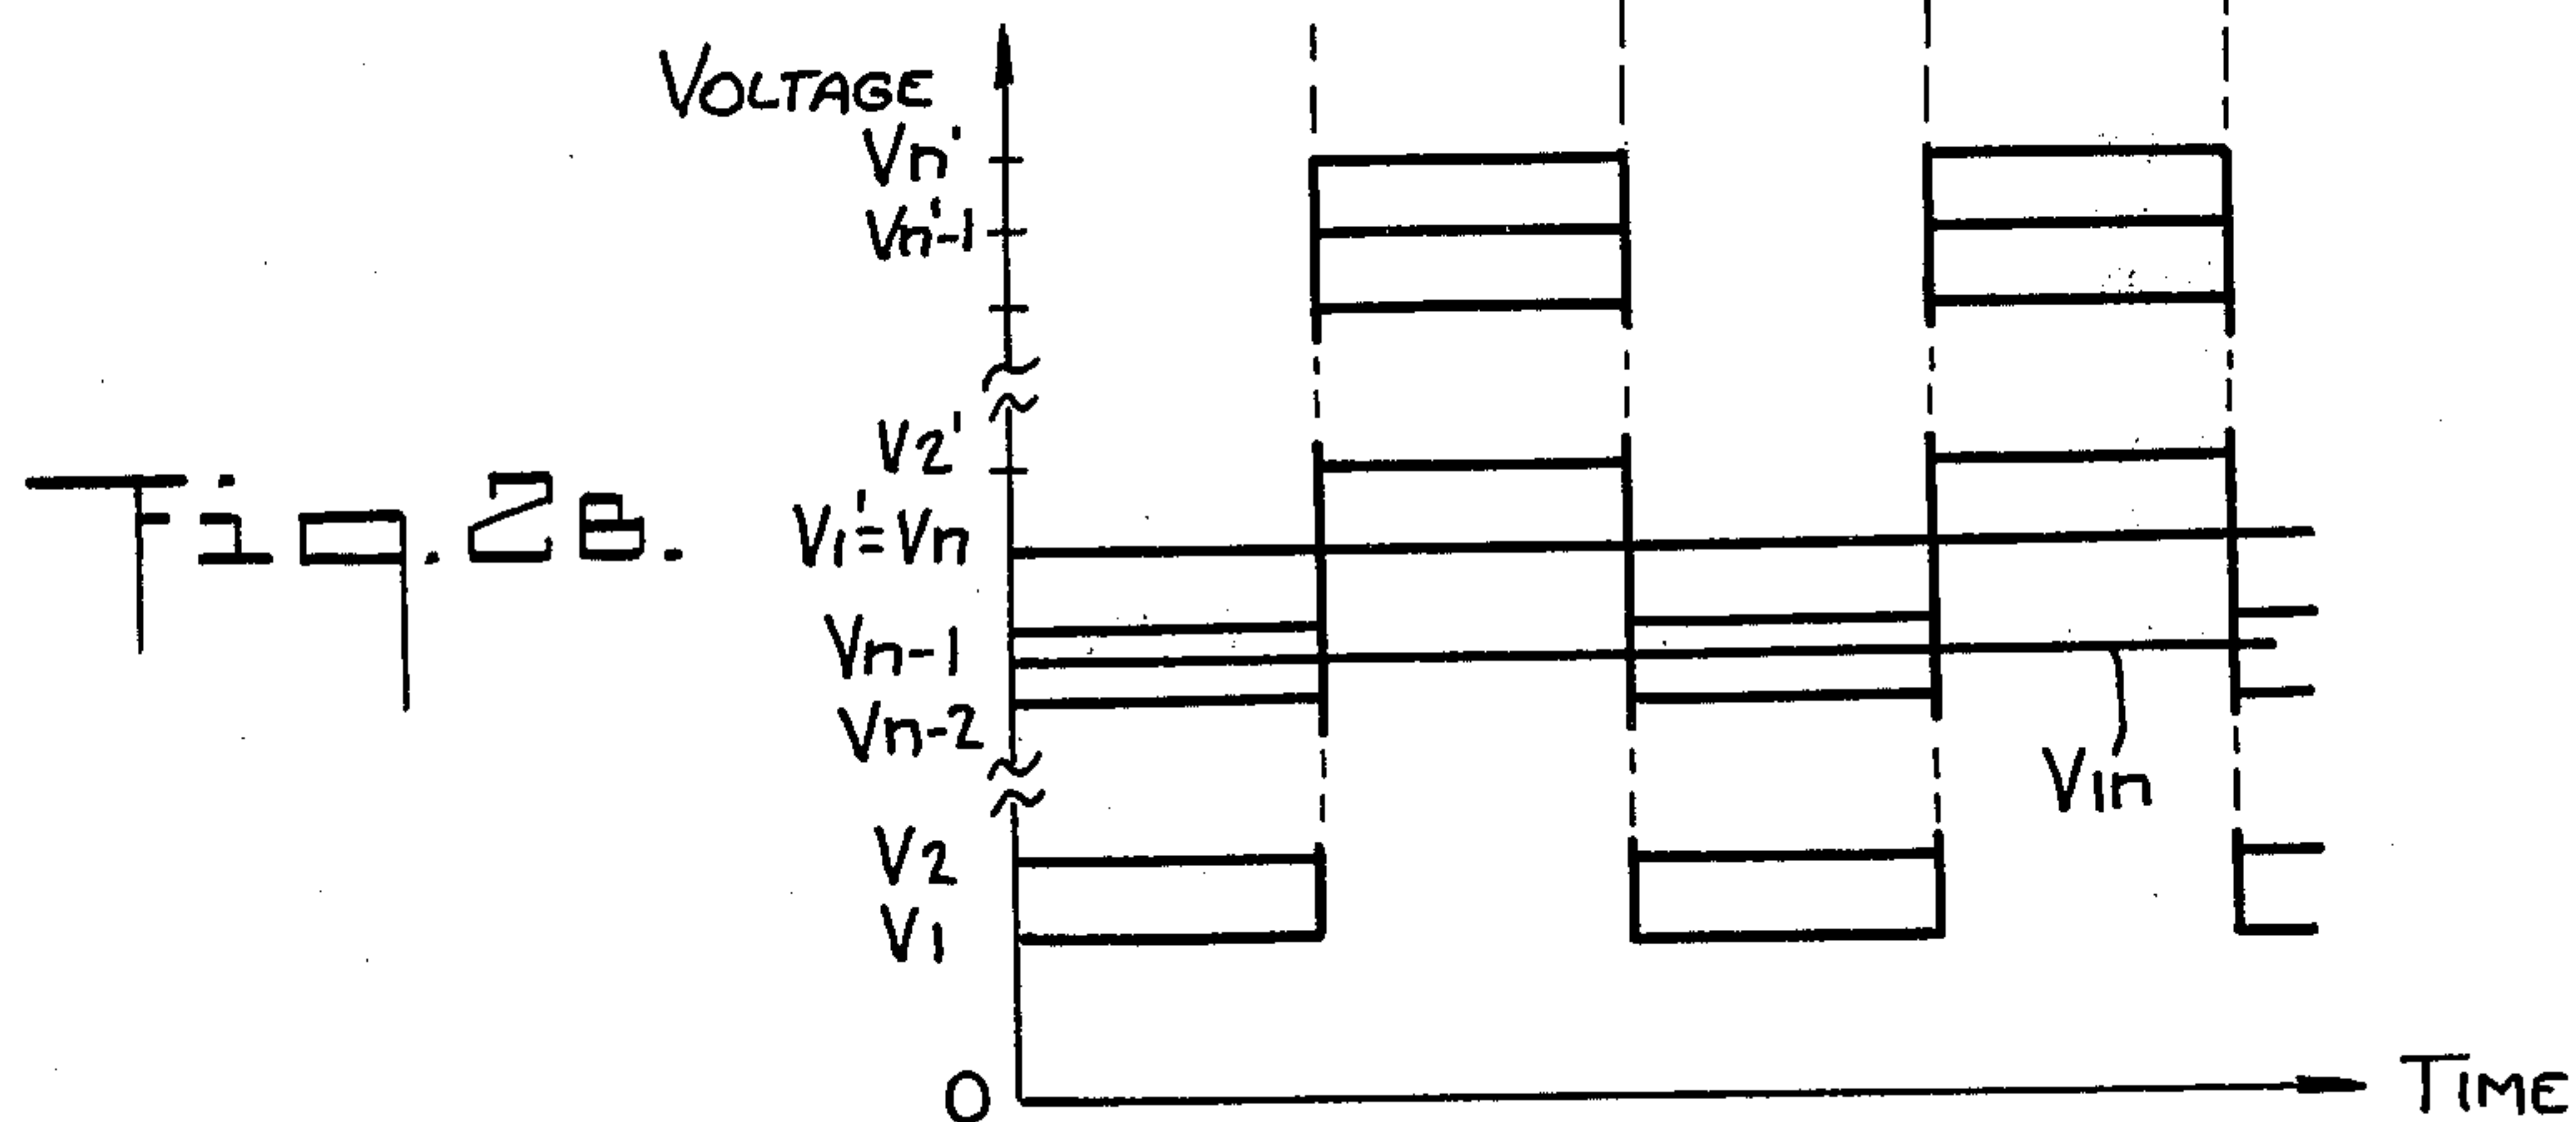 VOLTAGE
Vn'
Vn'-1
V2'
V1'=Vn
Vn-1
Vn-2
V2
V1
0
Vin
TIME
Fig. 2B.